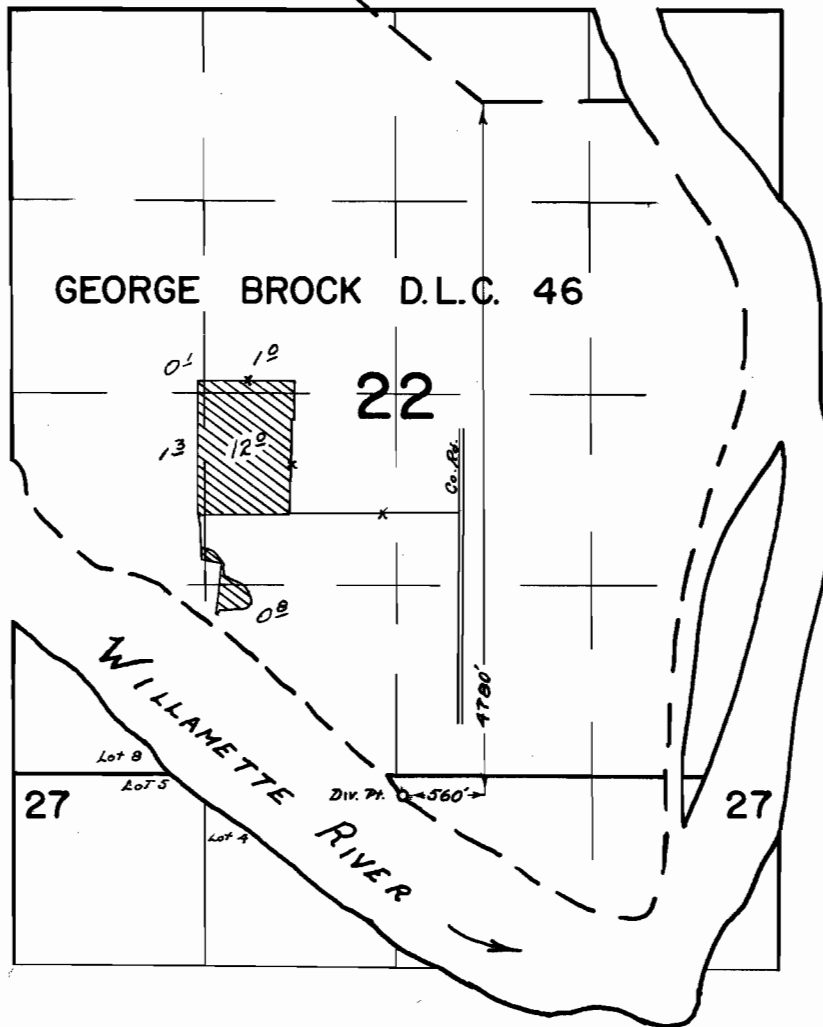 GEORGE BROCK D.L.C. 46
0.1 1.0
22
1.3 12.0
Co. Rd.
0.8
4780'
WILLAMETTE RIVER
Lot 8
Lot 5
27
Lot 4
Div. Pt. 560'
27